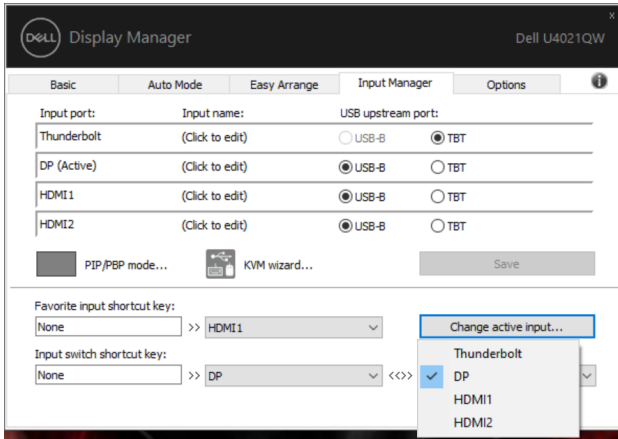 x
DELL Display Manager Dell U4021QW
Basic Auto Mode Easy Arrange Input Manager Options i
Input port: Input name: USB upstream port:
Thunderbolt (Click to edit) USB-B TBT
DP (Active) (Click to edit) USB-B TBT
HDMI1 (Click to edit) USB-B TBT
HDMI2 (Click to edit) USB-B TBT
PIP/PBP mode... KVM wizard... Save
Favorite input shortcut key:
None >> HDMI1 Change active input...
Input switch shortcut key:
None >> DP <<>>
Thunderbolt
DP
HDMI1
HDMI2